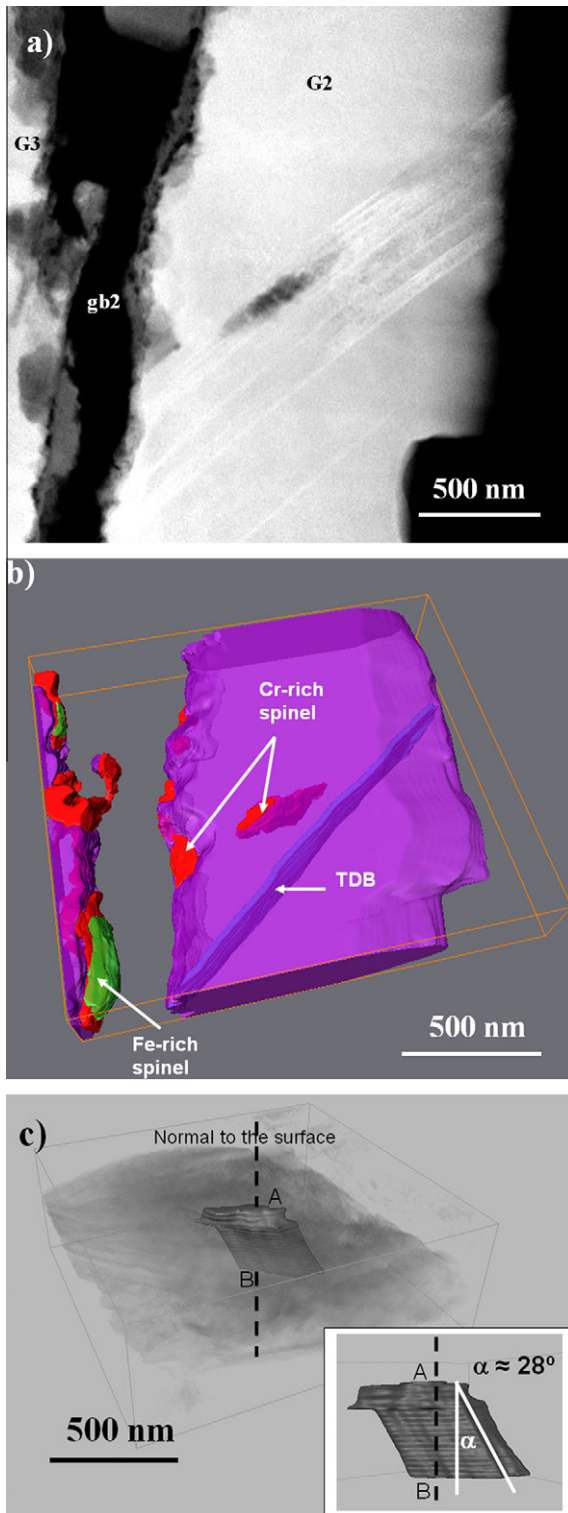 a)
G2
G3
gb2
500 nm
b)
Cr-rich
spinel
TDB
Fe-rich
spinel
500 nm
c)
Normal to the surface
A
B
500 nm
A
α ≈ 28º
α
B